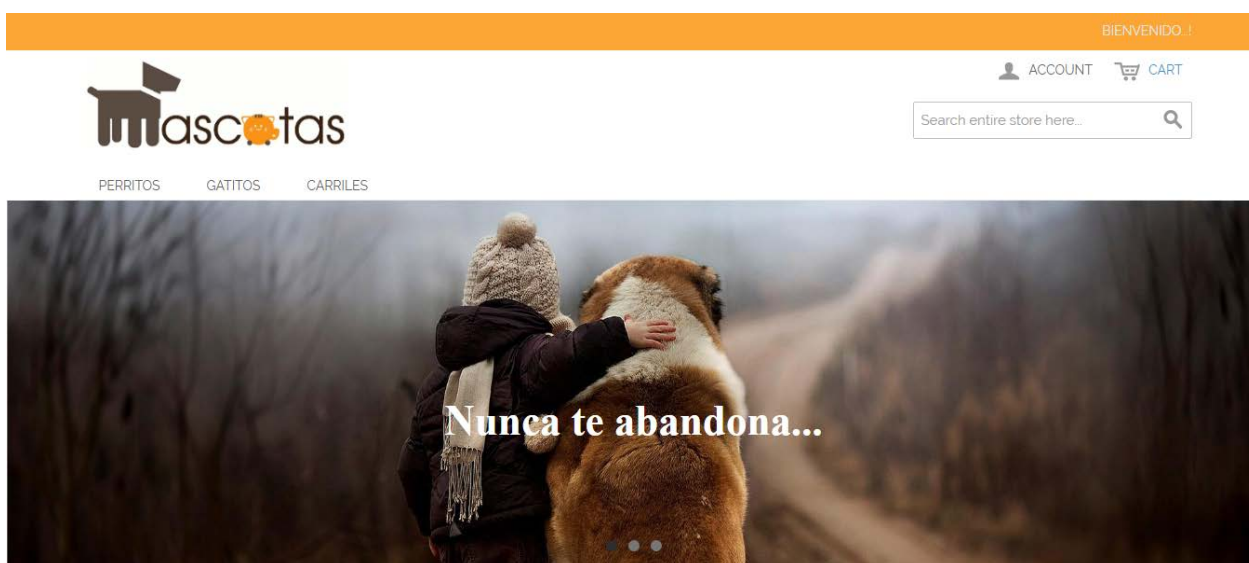 BIENVENIDO..!
ACCOUNT CART
mascotas
Search entire store here...
PERRITOS GATITOS CARRILES
Nunca te abandona...